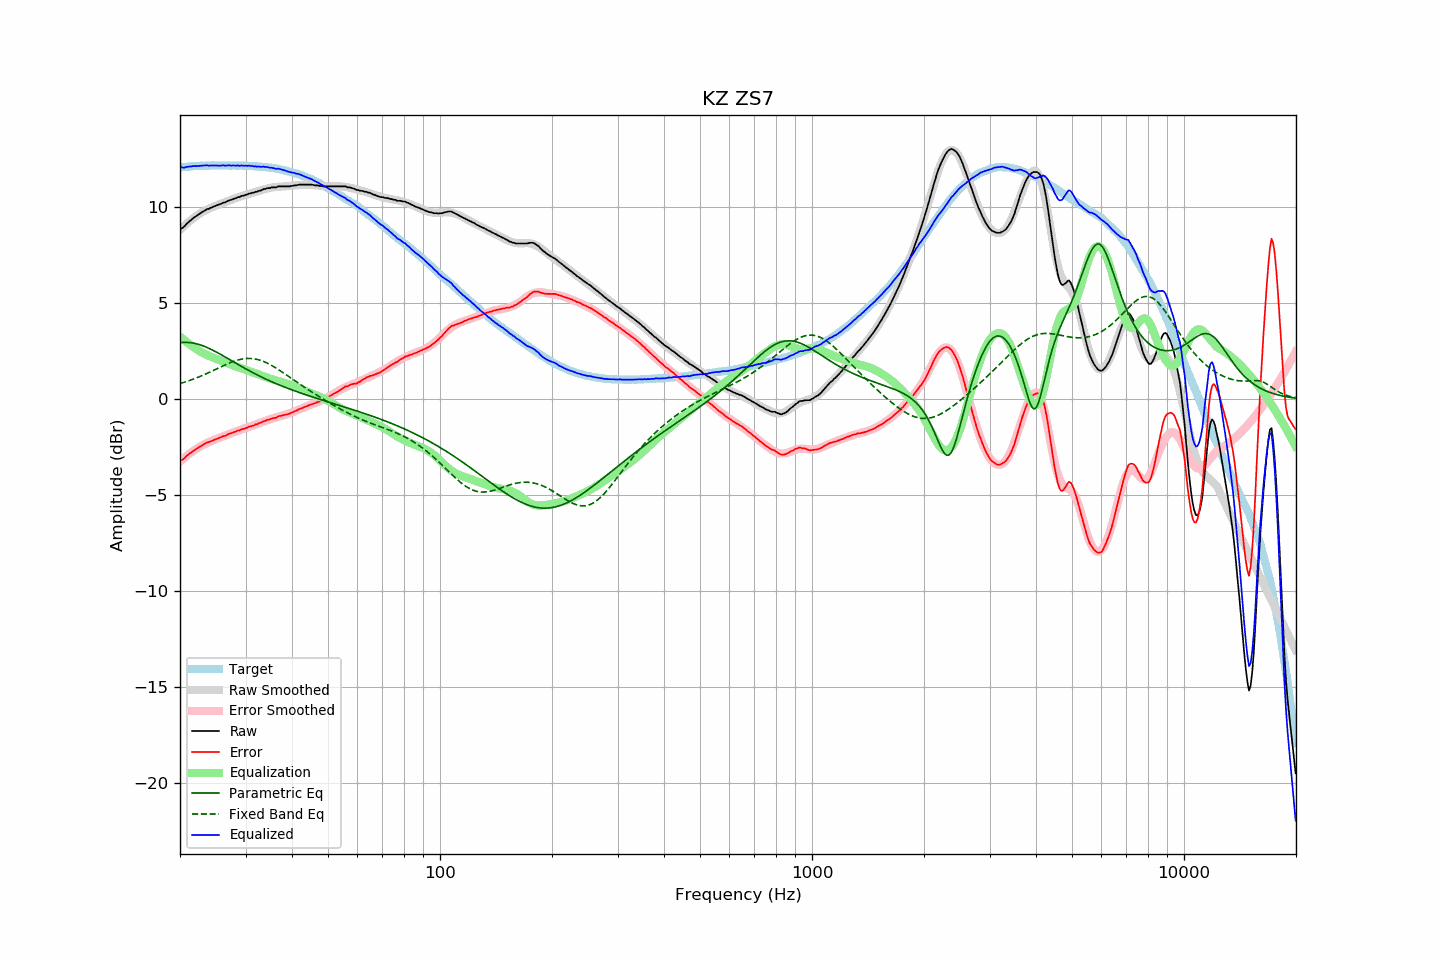 KZ ZS7
10
5
0
−5
−10
−15
−20
Amplitude (dBr)
Target
Raw Smoothed
Error Smoothed
Raw
Error
Equalization
Parametric Eq
Fixed Band Eq
Equalized
100 1000 10000
Frequency (Hz)